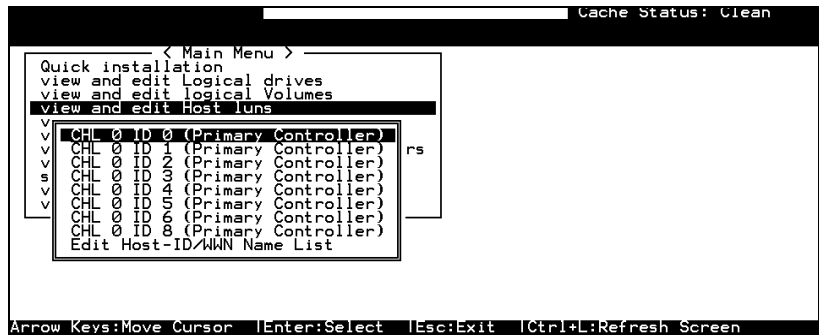 Cache Status: Clean
< Main Menu >
Quick installation
view and edit Logical drives
view and edit logical Volumes
view and edit Host luns
v
v CHL 0 ID 0 (Primary Controller)
v CHL 0 ID 1 (Primary Controller) rs
v CHL 0 ID 2 (Primary Controller)
s CHL 0 ID 3 (Primary Controller)
v CHL 0 ID 4 (Primary Controller)
v CHL 0 ID 5 (Primary Controller)
CHL 0 ID 6 (Primary Controller)
CHL 0 ID 8 (Primary Controller)
Edit Host-ID/WWN Name List
Arrow Keys:Move Cursor |Enter:Select |Esc:Exit |Ctrl+L:Refresh Screen